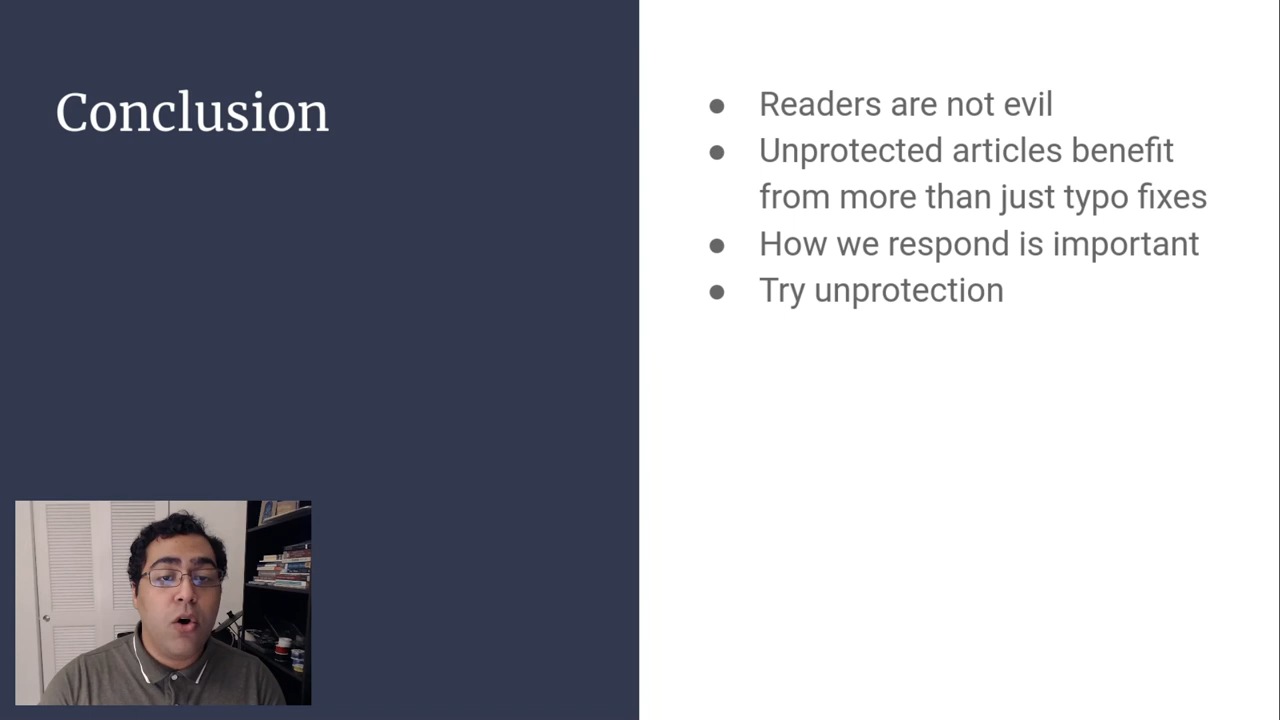 Conclusion
● Readers are not evil
● Unprotected articles benefit
from more than just typo fixes
● How we respond is important
● Try unprotection